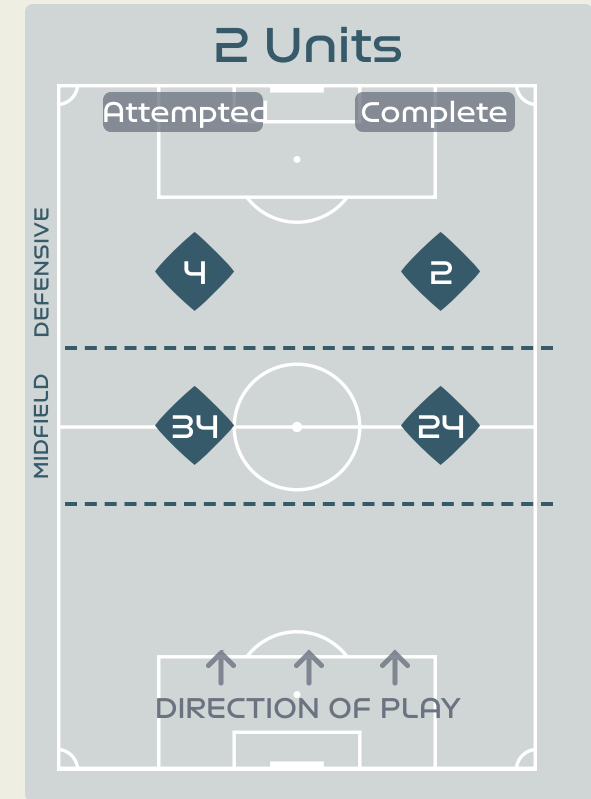 2 Units
Attempted Complete
DEFENSIVE
4 2
MIDFIELD
34 24
DIRECTION OF PLAY